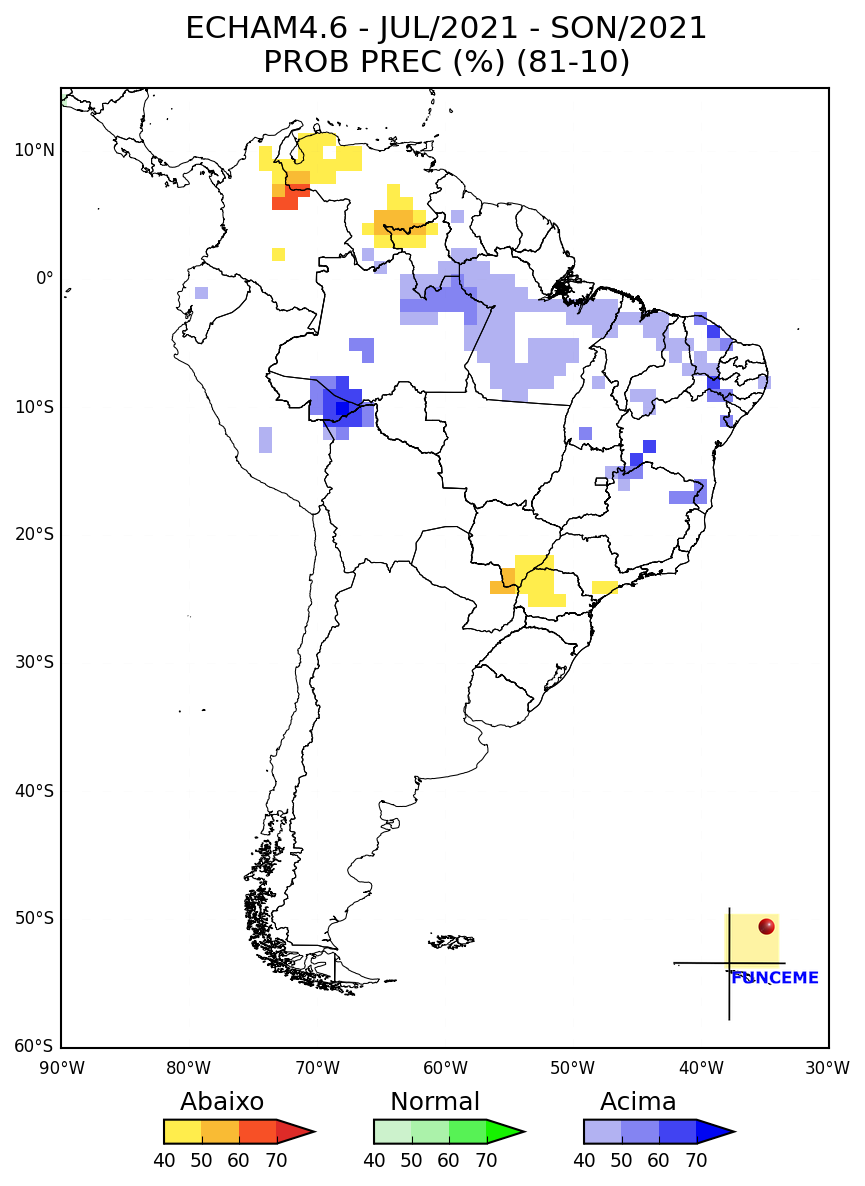 ECHAM4.6 - JUL/2021 - SON/2021
PROB PREC (%) (81-10)
10°N
0°
10°S
20°S
30°S
40°S
50°S
60°S
90°W 80°W 70°W 60°W 50°W 40°W 30°W
FUNCEME
Abaixo Normal Acima
40 50 60 70 40 50 60 70 40 50 60 70